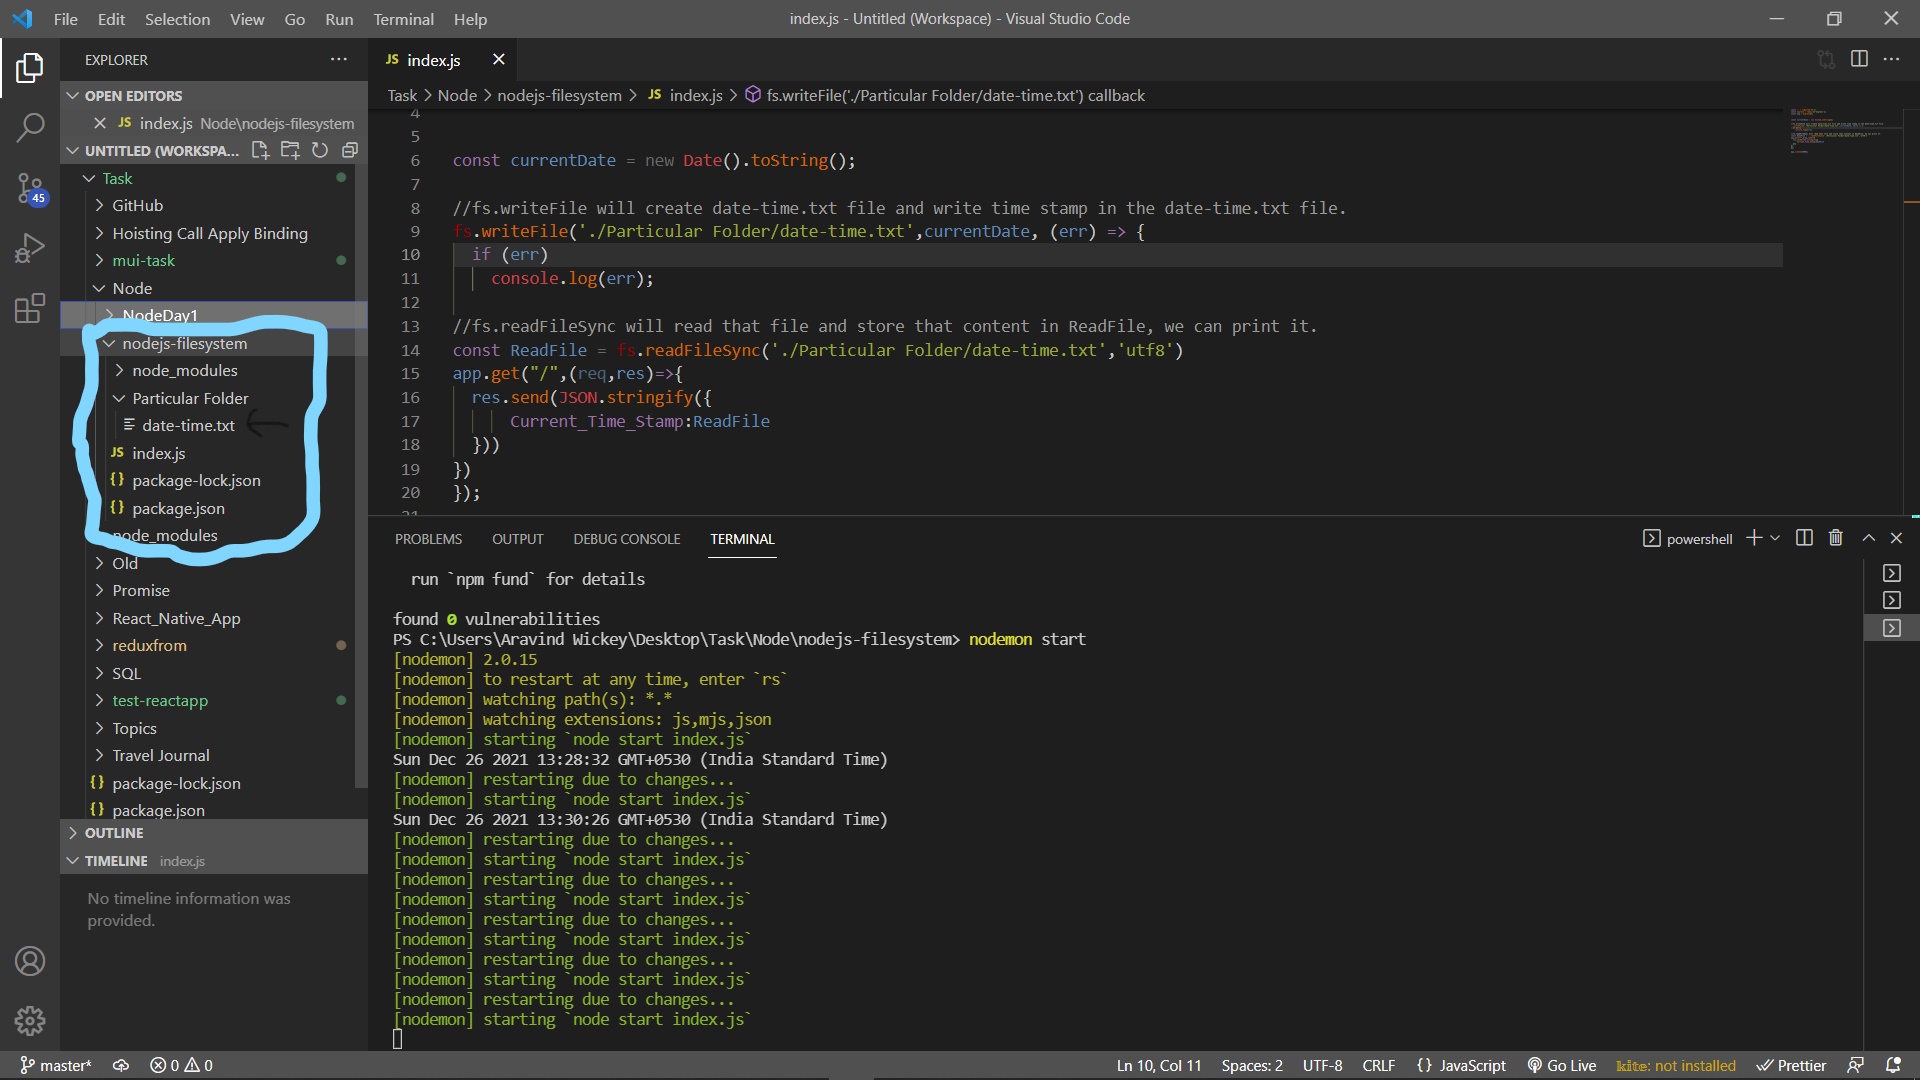 File Edit Selection View Go Run Terminal Help
index.js - Untitled (Workspace) - Visual Studio Code
EXPLORER
OPEN EDITORS
JS index.js Node\nodejs-filesystem
UNTITLED (WORKSPA...
Task
GitHub
Hoisting Call Apply Binding
mui-task
Node
NodeDay1
nodejs-filesystem
node_modules
Particular Folder
date-time.txt
JS index.js
{} package-lock.json
{} package.json
node_modules
Old
Promise
React_Native_App
reduxfrom
SQL
test-reactapp
Topics
Travel Journal
{} package-lock.json
{} package.json
OUTLINE
TIMELINE index.js
No timeline information was
provided.
45
JS index.js
Task > Node > nodejs-filesystem > JS index.js > fs.writeFile('./Particular Folder/date-time.txt') callback
4
5
6 const currentDate = new Date().toString();
7
8 //fs.writeFile will create date-time.txt file and write time stamp in the date-time.txt file.
9 fs.writeFile('./Particular Folder/date-time.txt',currentDate, (err) => {
10 if (err)
11 console.log(err);
12
13 //fs.readFileSync will read that file and store that content in ReadFile, we can print it.
14 const ReadFile = fs.readFileSync('./Particular Folder/date-time.txt','utf8')
15 app.get("/",(req,res)=>{
16 res.send(JSON.stringify({
17 Current_Time_Stamp:ReadFile
18 }))
19 })
20 });
PROBLEMS OUTPUT DEBUG CONSOLE TERMINAL
powershell
run `npm fund` for details
found 0 vulnerabilities
PS C:\Users\Aravind Wickey\Desktop\Task\Node\nodejs-filesystem> nodemon start
[nodemon] 2.0.15
[nodemon] to restart at any time, enter `rs`
[nodemon] watching path(s): *.*
[nodemon] watching extensions: js,mjs,json
[nodemon] starting `node start index.js`
Sun Dec 26 2021 13:28:32 GMT+0530 (India Standard Time)
[nodemon] restarting due to changes...
[nodemon] starting `node start index.js`
Sun Dec 26 2021 13:30:26 GMT+0530 (India Standard Time)
[nodemon] restarting due to changes...
[nodemon] starting `node start index.js`
[nodemon] restarting due to changes...
[nodemon] starting `node start index.js`
[nodemon] restarting due to changes...
[nodemon] starting `node start index.js`
[nodemon] restarting due to changes...
[nodemon] starting `node start index.js`
[nodemon] restarting due to changes...
[nodemon] starting `node start index.js`
master* 0 0
Ln 10, Col 11 Spaces: 2 UTF-8 CRLF {} JavaScript Go Live kite: not installed Prettier